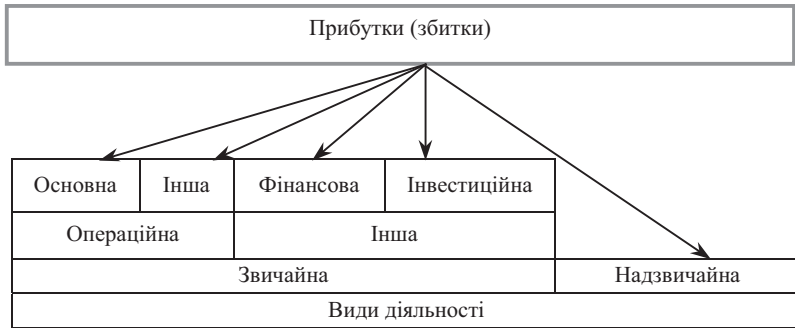 Прибутки (збитки)
Основна Інша Фінансова Інвестиційна
Операційна Інша
Звичайна Надзвичайна
Види діяльності